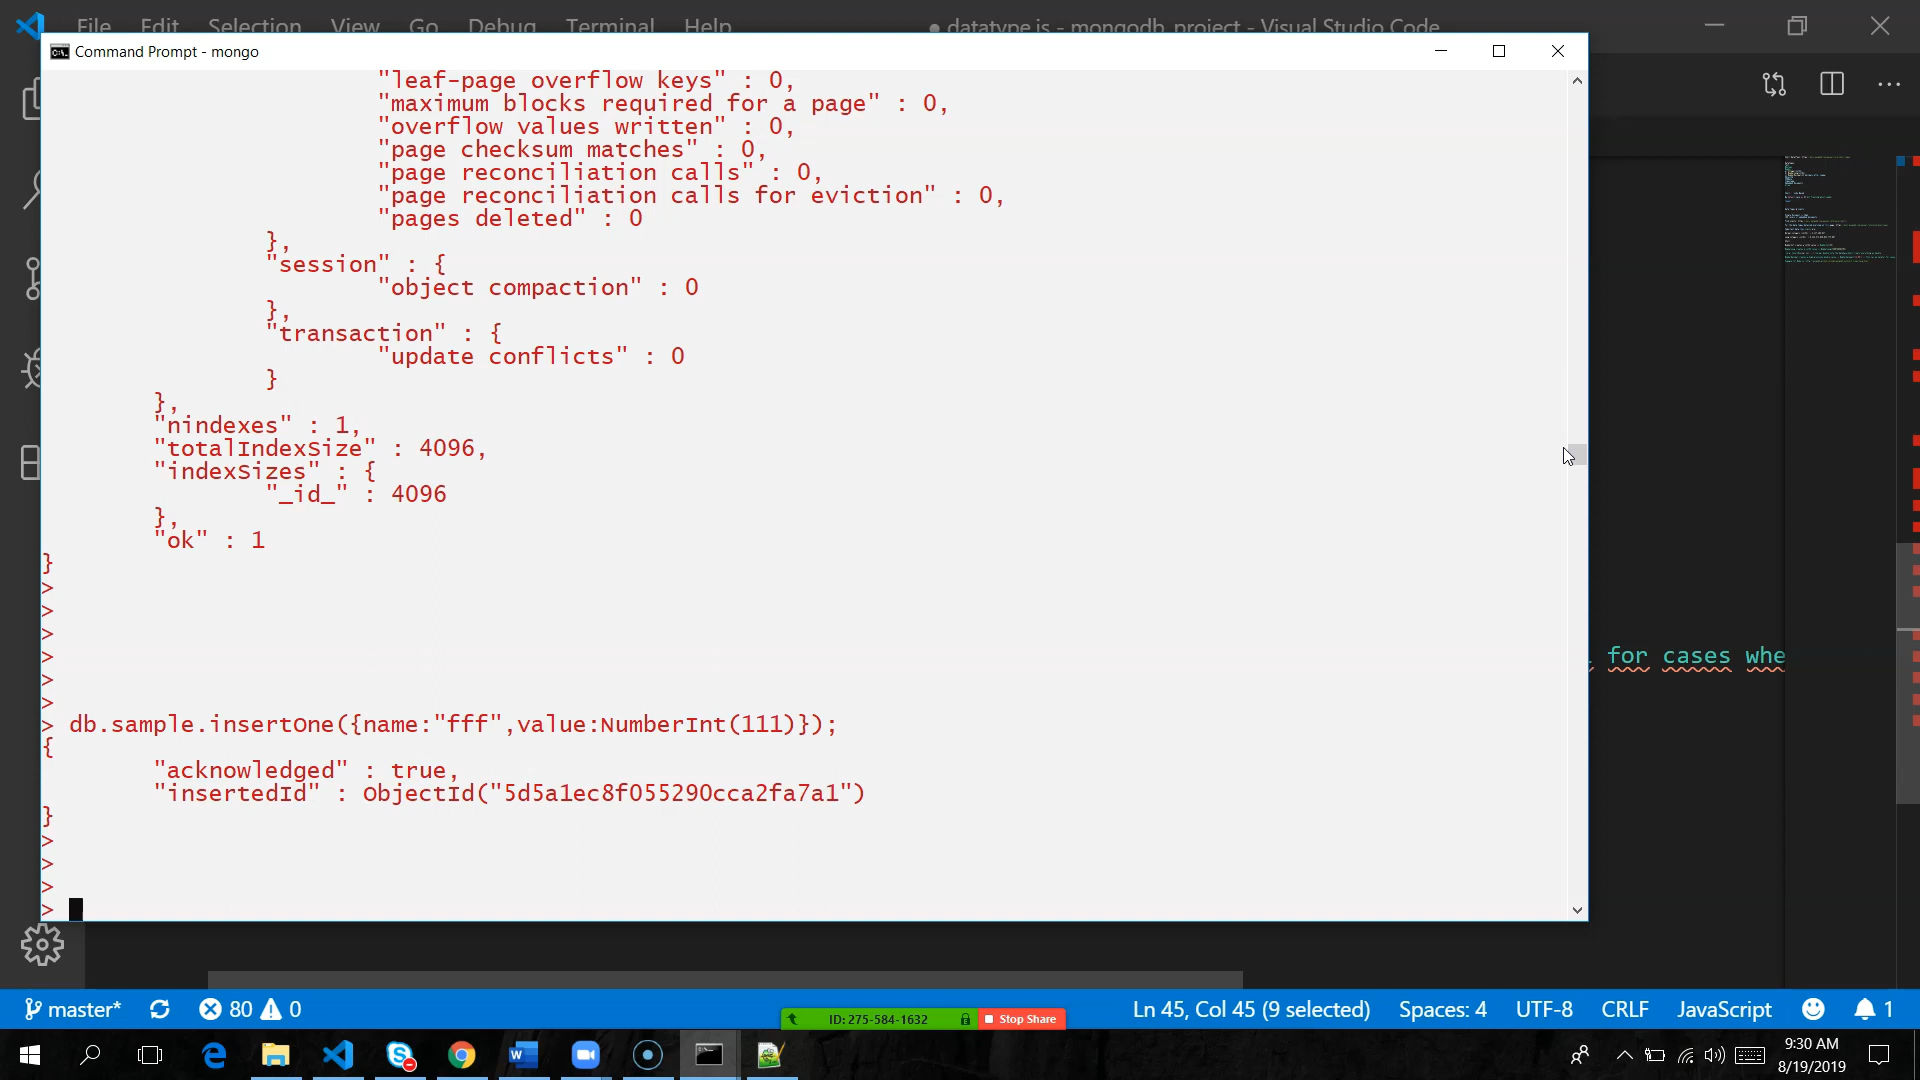 File Edit Selection View Go Debug Terminal Help
● datatype.js - mongodb_project - Visual Studio Code
Command Prompt - mongo
"leaf-page overflow keys" : 0,
"maximum blocks required for a page" : 0,
"overflow values written" : 0,
"page checksum matches" : 0,
"page reconciliation calls" : 0,
"page reconciliation calls for eviction" : 0,
"pages deleted" : 0
},
"session" : {
"object compaction" : 0
},
"transaction" : {
"update conflicts" : 0
}
},
"nindexes" : 1,
"totalIndexSize" : 4096,
"indexSizes" : {
"_id_" : 4096
},
"ok" : 1
}
>
>
>
>
>
>
> db.sample.insertOne({name:"fff",value:NumberInt(111)});
{
"acknowledged" : true,
"insertedId" : ObjectId("5d5a1ec8f055290cca2fa7a1")
}
>
>
>
>
for cases whe
master* 80 0 Ln 45, Col 45 (9 selected) Spaces: 4 UTF-8 CRLF JavaScript 1
ID: 275-584-1632 Stop Share
9:30 AM
8/19/2019